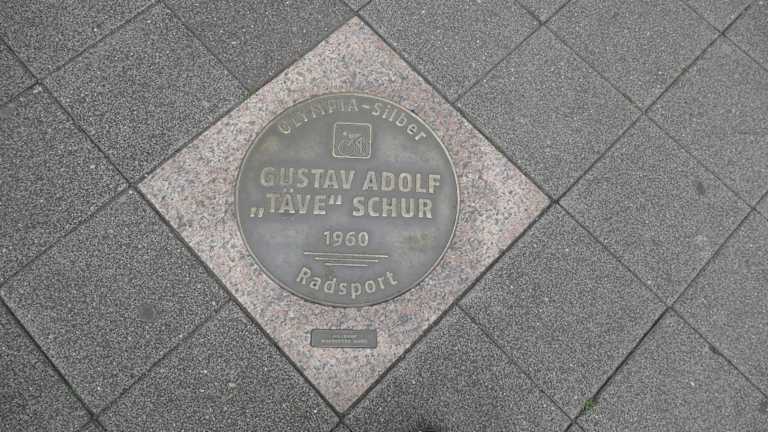 OLYMPIA-Silber
GUSTAV ADOLF
„TÄVE“ SCHUR
1960
Radsport